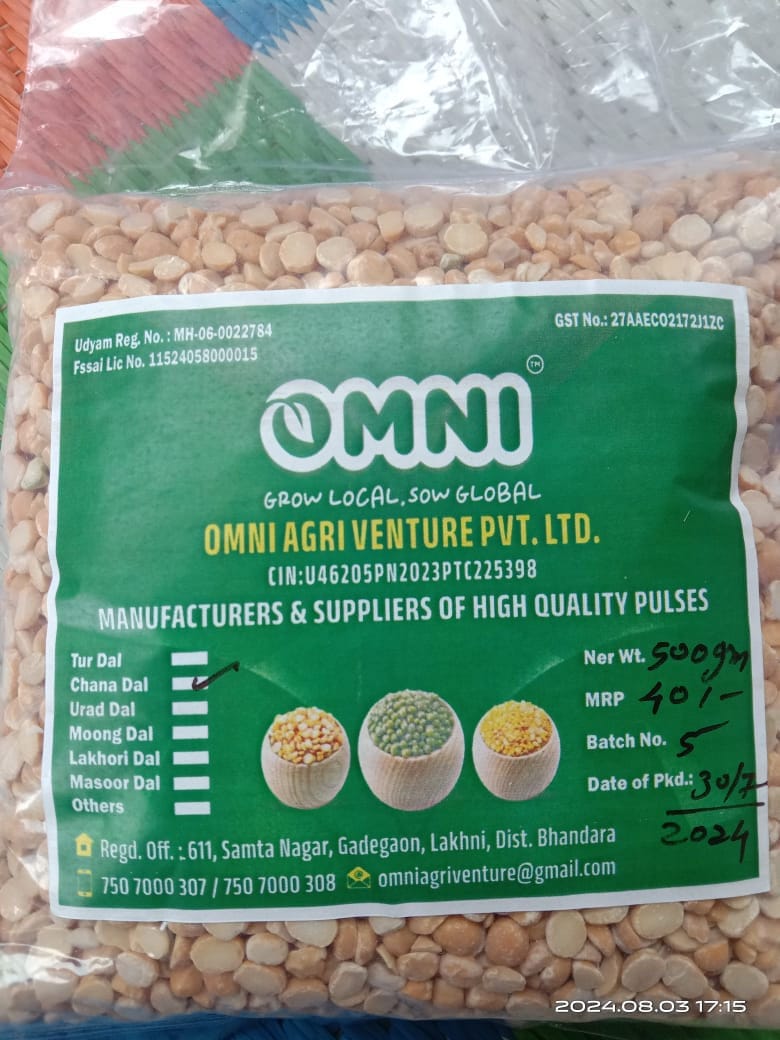 Udyam Reg. No. : MH-06-0022784
Fssai Lic No. 11524058000015
GST No.: 27AAECO2172J1ZC
OMNI™
GROW LOCAL, SOW GLOBAL
OMNI AGRI VENTURE PVT. LTD.
CIN:U46205PN2023PTC225398
MANUFACTURERS & SUPPLIERS OF HIGH QUALITY PULSES
Tur Dal
Chana Dal
Urad Dal
Moong Dal
Lakhori Dal
Masoor Dal
Others
Ner Wt. 500gm
MRP 40/-
Batch No. 5
Date of Pkd.: 30/7
2024
Regd. Off. : 611, Samta Nagar, Gadegaon, Lakhni, Dist. Bhandara
750 7000 307 / 750 7000 308 omniagriventure@gmail.com
2024.08.03 17:15